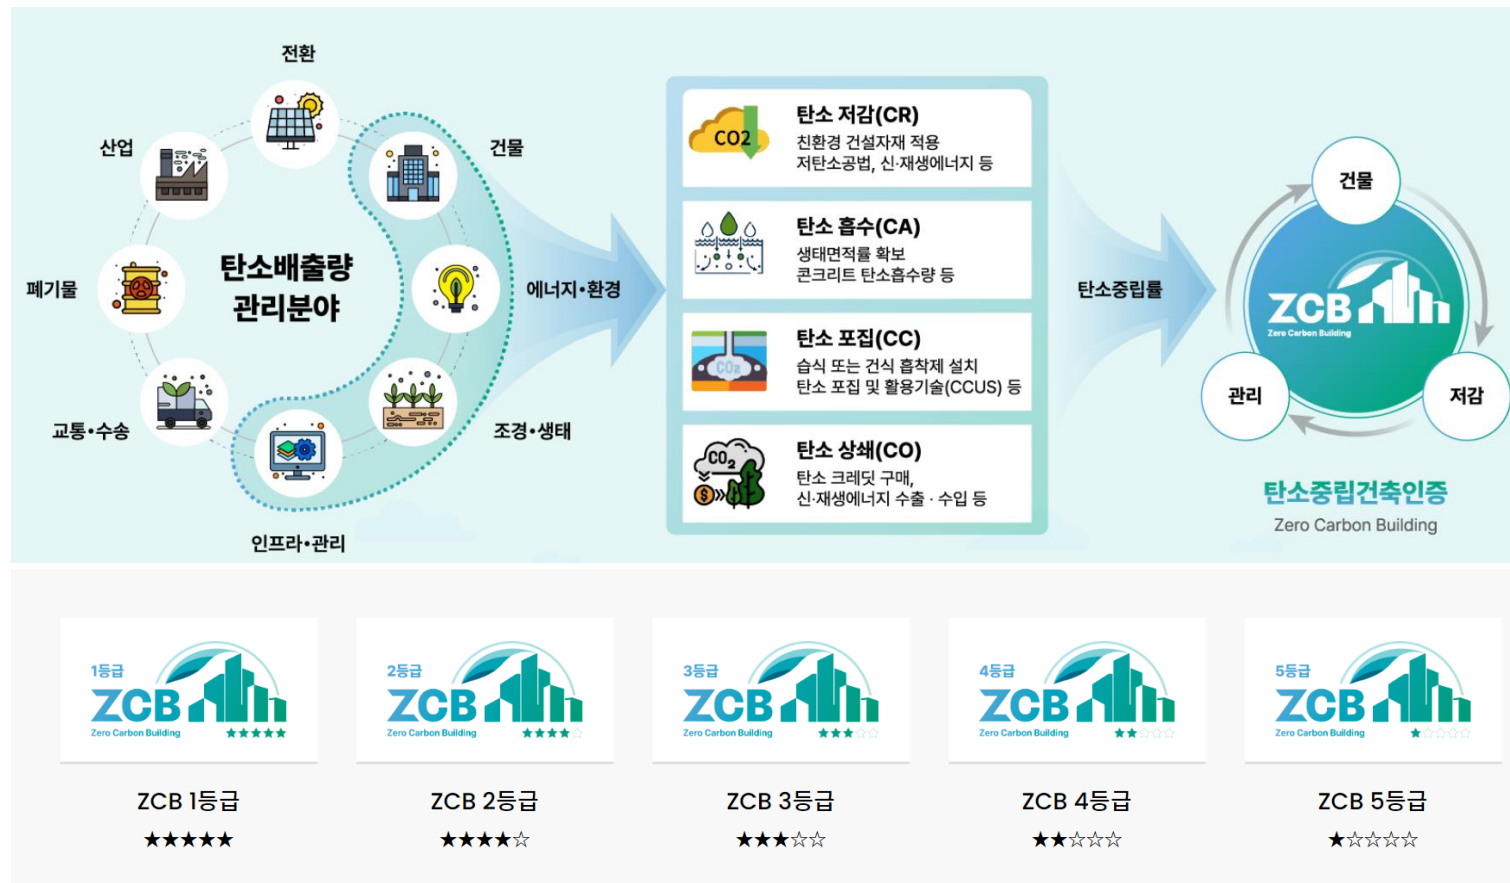 전환
산업
건물
폐기물
탄소배출량
관리분야
에너지•환경
교통•수송
조경•생태
인프라•관리
CO2
탄소 저감(CR)
친환경 건설자재 적용
저탄소공법, 신·재생에너지 등
탄소 흡수(CA)
생태면적률 확보
콘크리트 탄소흡수량 등
CO₂
탄소 포집(CC)
습식 또는 건식 흡착제 설치
탄소 포집 및 활용기술(CCUS) 등
CO₂
$
탄소 상쇄(CO)
탄소 크레딧 구매,
신·재생에너지 수출 · 수입 등
탄소중립률
건물
ZCB
Zero Carbon Building
관리
저감
탄소중립건축인증
Zero Carbon Building
1등급
ZCB
Zero Carbon Building
★★★★★
ZCB 1등급
★★★★★
2등급
ZCB
Zero Carbon Building
★★★★☆
ZCB 2등급
★★★★☆
3등급
ZCB
Zero Carbon Building
★★★☆☆
ZCB 3등급
★★★☆☆
4등급
ZCB
Zero Carbon Building
★★☆☆☆
ZCB 4등급
★★☆☆☆
5등급
ZCB
Zero Carbon Building
★☆☆☆☆
ZCB 5등급
★☆☆☆☆